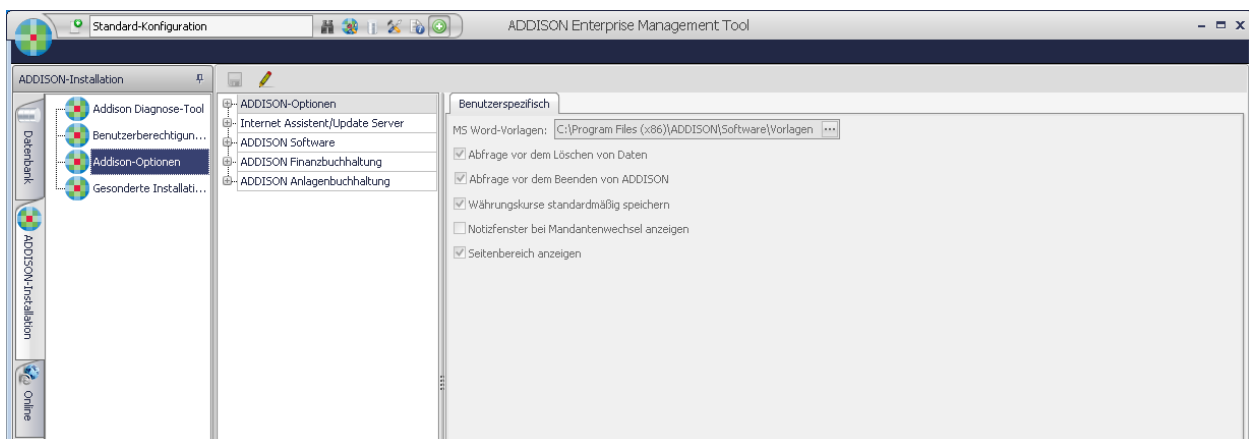 Standard-Konfiguration
ADDISON Enterprise Management Tool
ADDISON-Installation
Datenbank
ADDISON-Installation
Online
Addison Diagnose-Tool
Benutzerberechtigun...
Addison-Optionen
Gesonderte Installati...
ADDISON-Optionen
Internet Assistent/Update Server
ADDISON Software
ADDISON Finanzbuchhaltung
ADDISON Anlagenbuchhaltung
Benutzerspezifisch
MS Word-Vorlagen: C:\Program Files (x86)\ADDISON\Software\Vorlagen ...
Abfrage vor dem Löschen von Daten
Abfrage vor dem Beenden von ADDISON
Währungskurse standardmäßig speichern
Notizfenster bei Mandantenwechsel anzeigen
Seitenbereich anzeigen